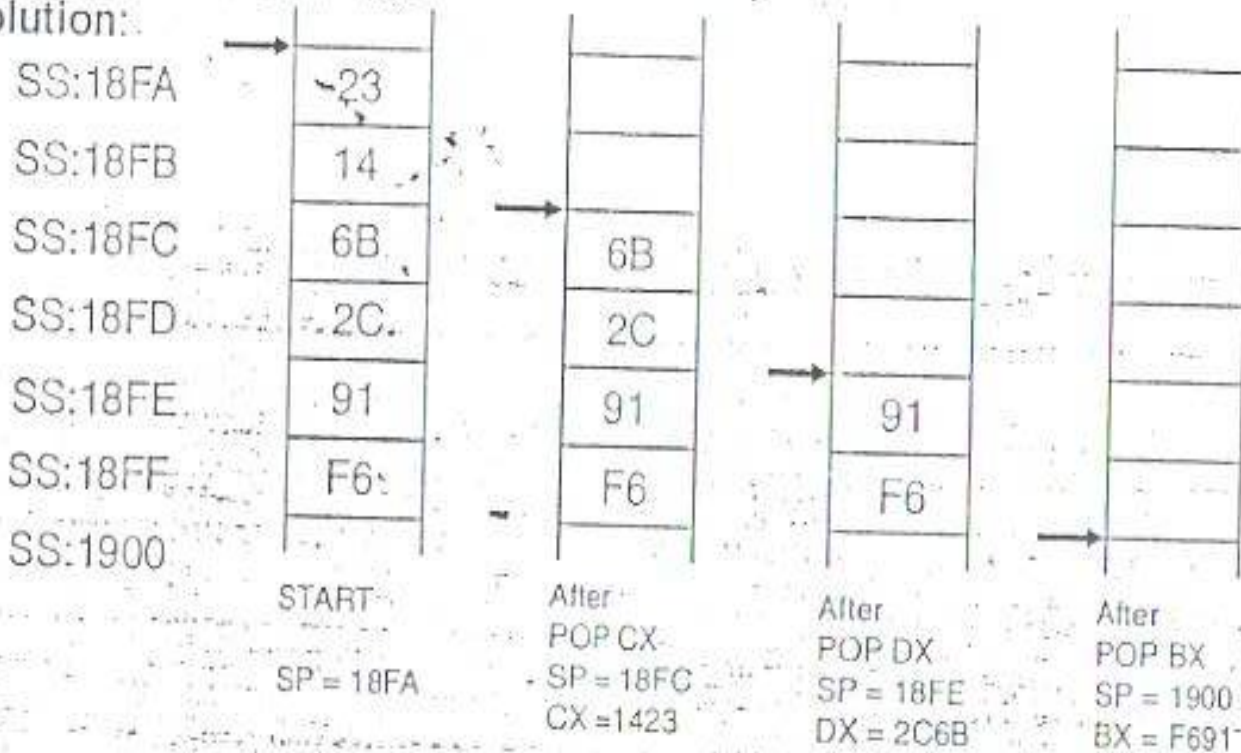 olution:
SS:18FA 23
SS:18FB 14
SS:18FC 6B 6B
SS:18FD 2C 2C
SS:18FE 91 91 91
SS:18FF F6 F6 F6
SS:1900
START
SP = 18FA
After
POP CX
SP = 18FC
CX =1423
After
POP DX
SP = 18FE
DX = 2C6B
After
POP BX
SP = 1900
BX = F691